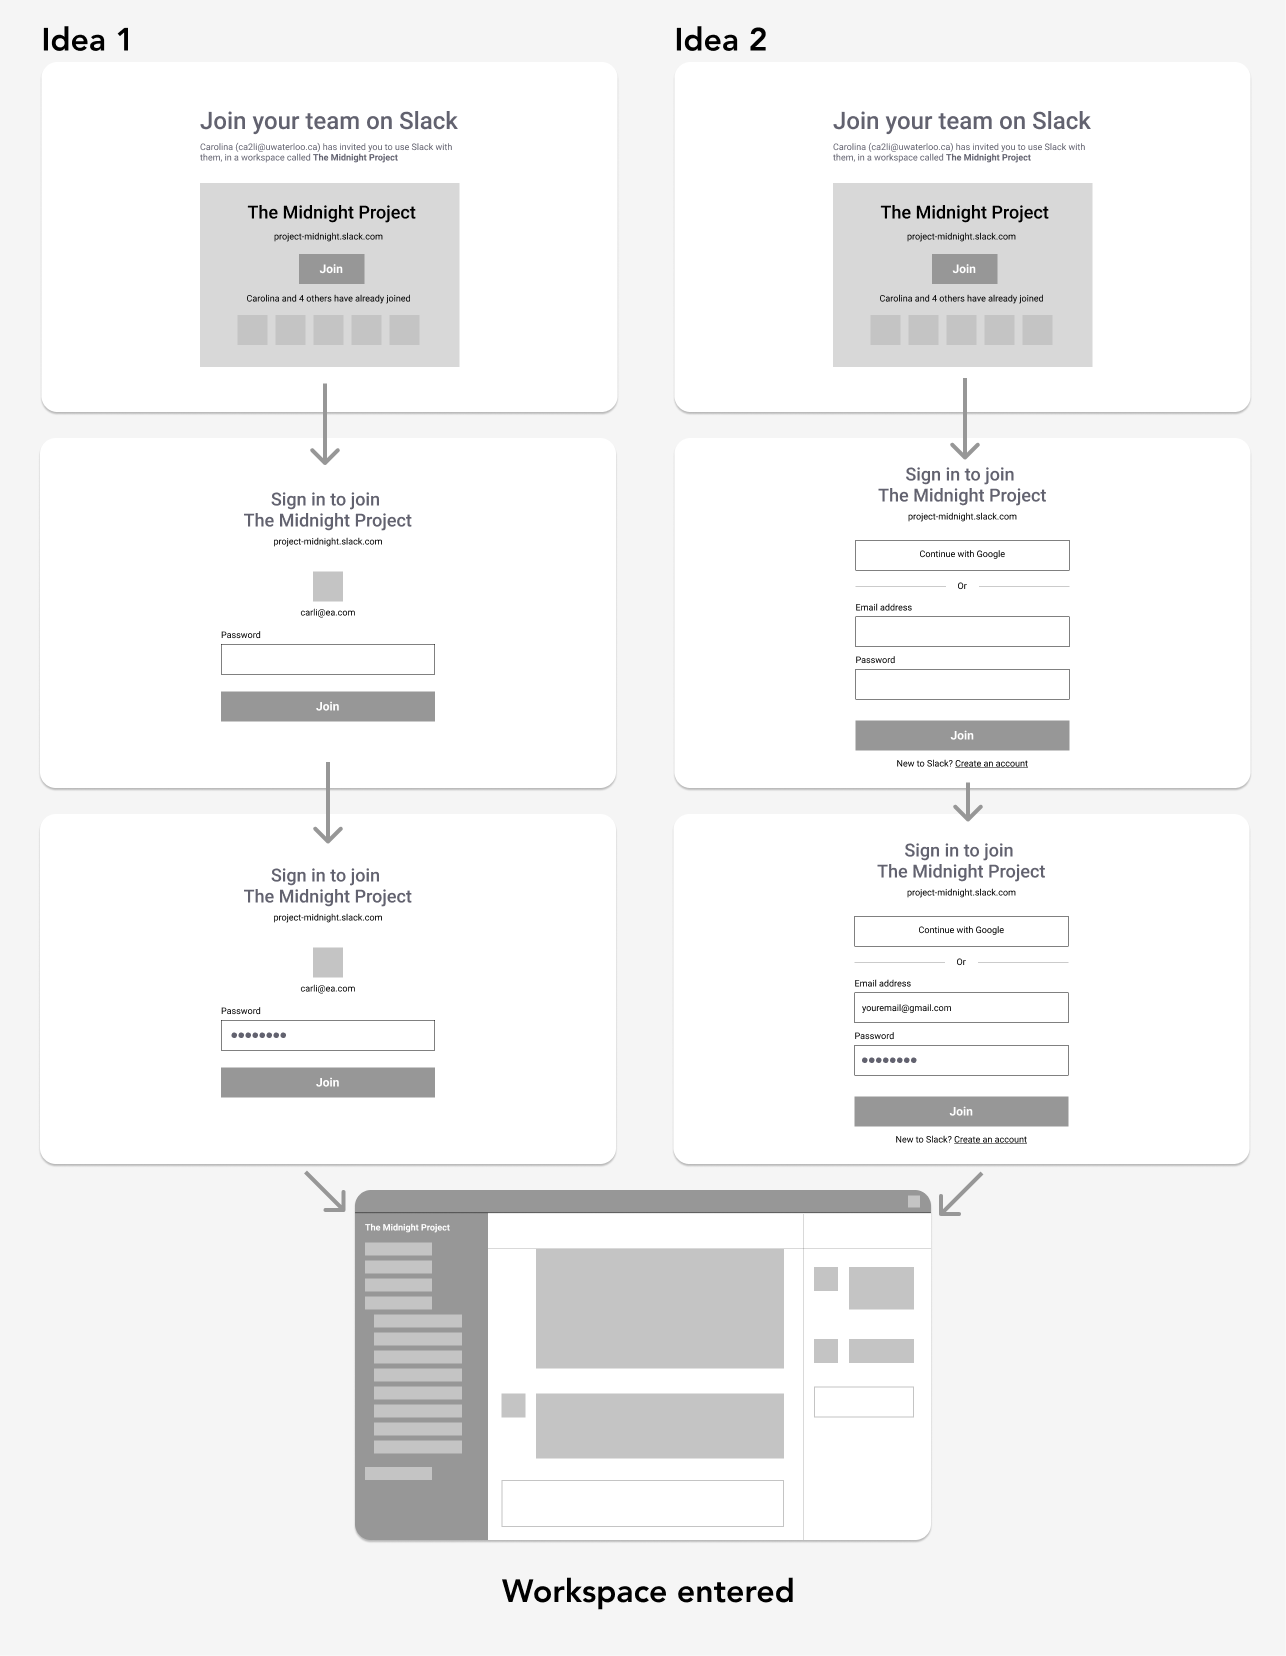 Idea 1
Join your team on Slack
Carolina (ca2li@uwaterloo.ca) has invited you to use Slack with
them, in a workspace called The Midnight Project
The Midnight Project
project-midnight.slack.com
Join
Carolina and 4 others have already joined
Sign in to join
The Midnight Project
project-midnight.slack.com
carli@ea.com
Password
Join
Sign in to join
The Midnight Project
project-midnight.slack.com
carli@ea.com
Password
Join
Idea 2
Join your team on Slack
Carolina (ca2li@uwaterloo.ca) has invited you to use Slack with
them, in a workspace called The Midnight Project
The Midnight Project
project-midnight.slack.com
Join
Carolina and 4 others have already joined
Sign in to join
The Midnight Project
project-midnight.slack.com
Continue with Google
Or
Email address
Password
Join
New to Slack? Create an account
Sign in to join
The Midnight Project
project-midnight.slack.com
Continue with Google
Or
Email address
youremail@gmail.com
Password
Join
New to Slack? Create an account
The Midnight Project
Workspace entered